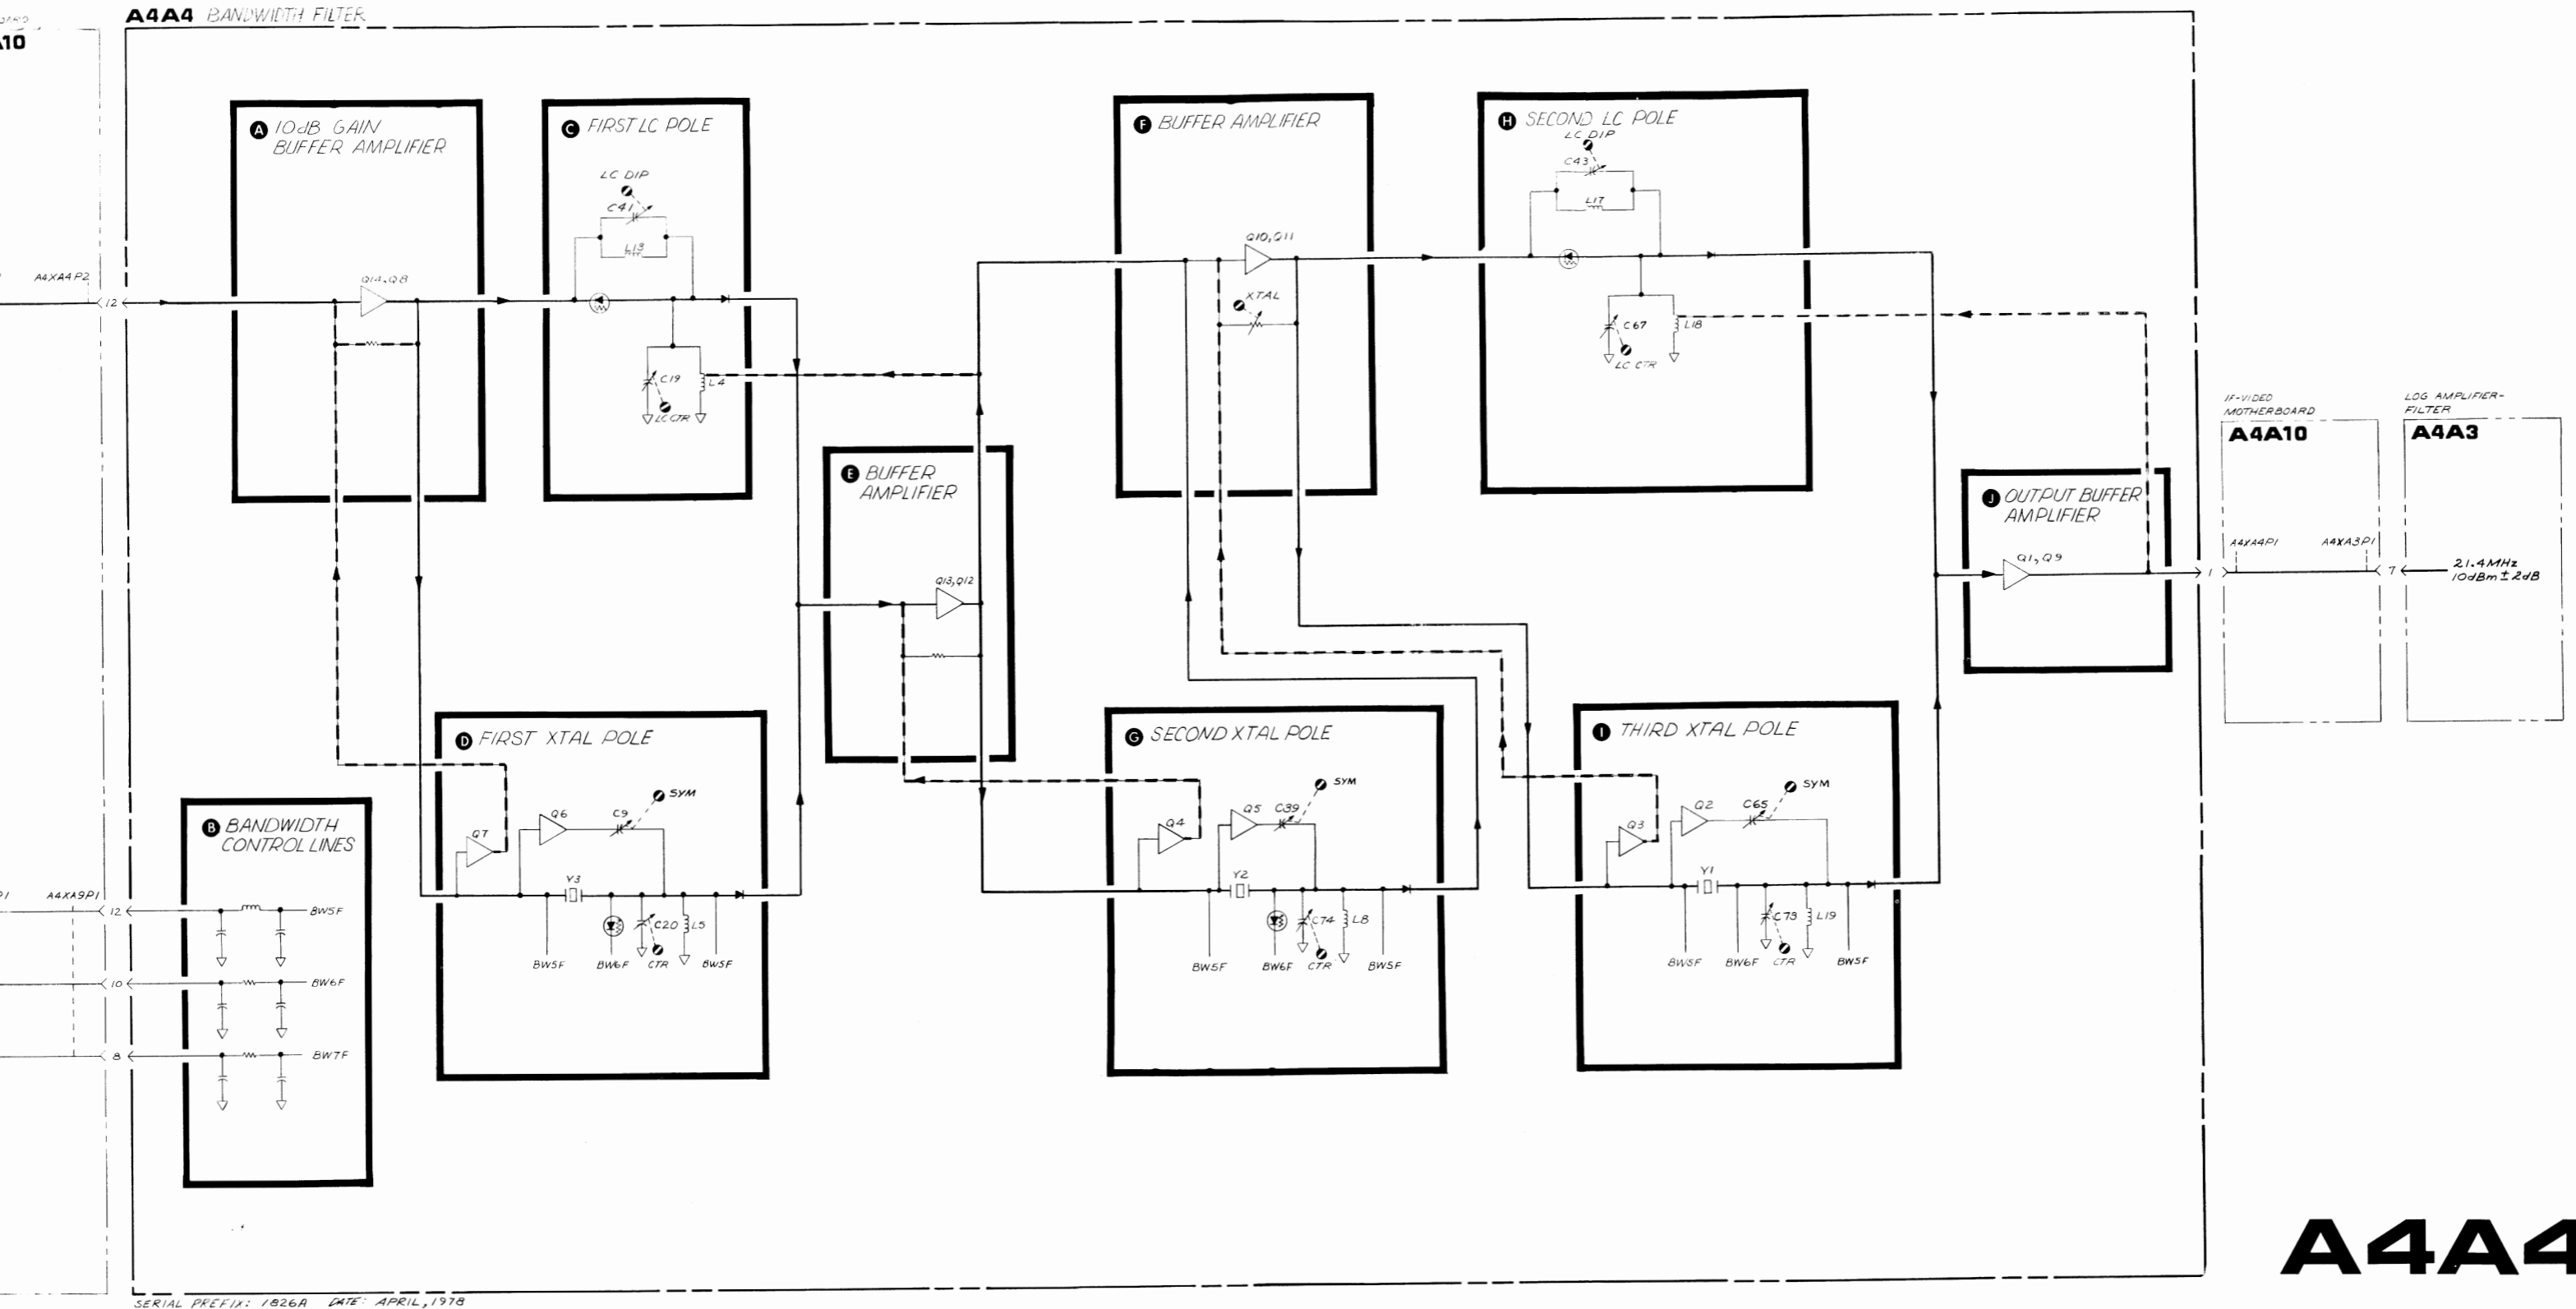 A4A4 BANDWIDTH FILTER
A10
A 10dB GAIN
BUFFER AMPLIFIER
Q14,Q8
A4XA4P2
12
C FIRST LC POLE
LC DIP
C41
L13
C19
L4
LC CTR
E BUFFER
AMPLIFIER
Q13,Q12
F BUFFER AMPLIFIER
Q10,Q11
XTAL
H SECOND LC POLE
LC DIP
C43
L17
C67
L18
LC CTR
J OUTPUT BUFFER
AMPLIFIER
Q1,Q9
1
IF-VIDEO
MOTHERBOARD
A4A10
A4XA4P1
A4XA3P1
7
LOG AMPLIFIER-
FILTER
A4A3
21.4MHz
10dBm±2dB
B BANDWIDTH
CONTROL LINES
P1
A4XA9P1
12
BW5F
10
BW6F
8
BW7F
D FIRST XTAL POLE
SYM
Q7
Q6
C9
Y3
C20
L5
BW5F
BW6F
CTR
BW5F
G SECOND XTAL POLE
SYM
Q4
Q5
C39
Y2
C74
L8
BW5F
BW6F
CTR
BW5F
I THIRD XTAL POLE
SYM
Q3
Q2
C65
Y1
C73
L19
BW5F
BW6F
CTR
BW5F
A4A4
SERIAL PREFIX: 1826A DATE: APRIL, 1978